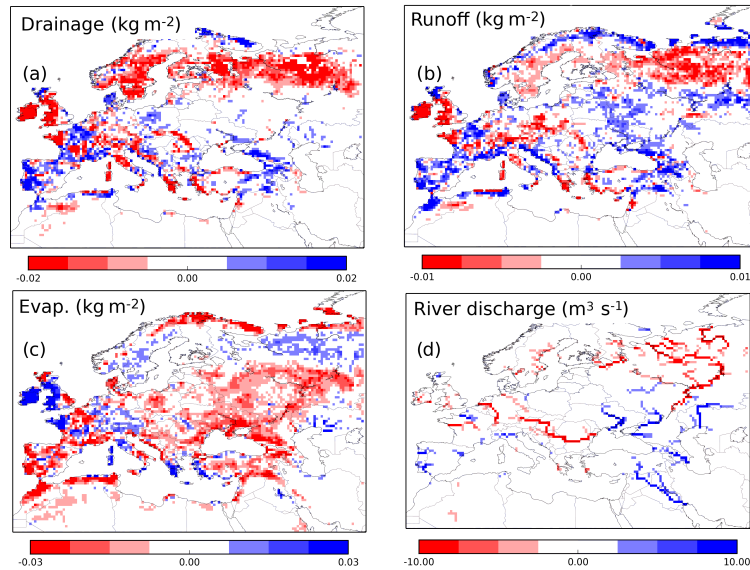 Drainage (kg m-2)
(a)
-0.02 0.00 0.02
Runoff (kg m-2)
(b)
-0.01 0.00 0.01
Evap. (kg m-2)
(c)
-0.03 0.00 0.03
River discharge (m³ s-1)
(d)
-10.00 0.00 10.00